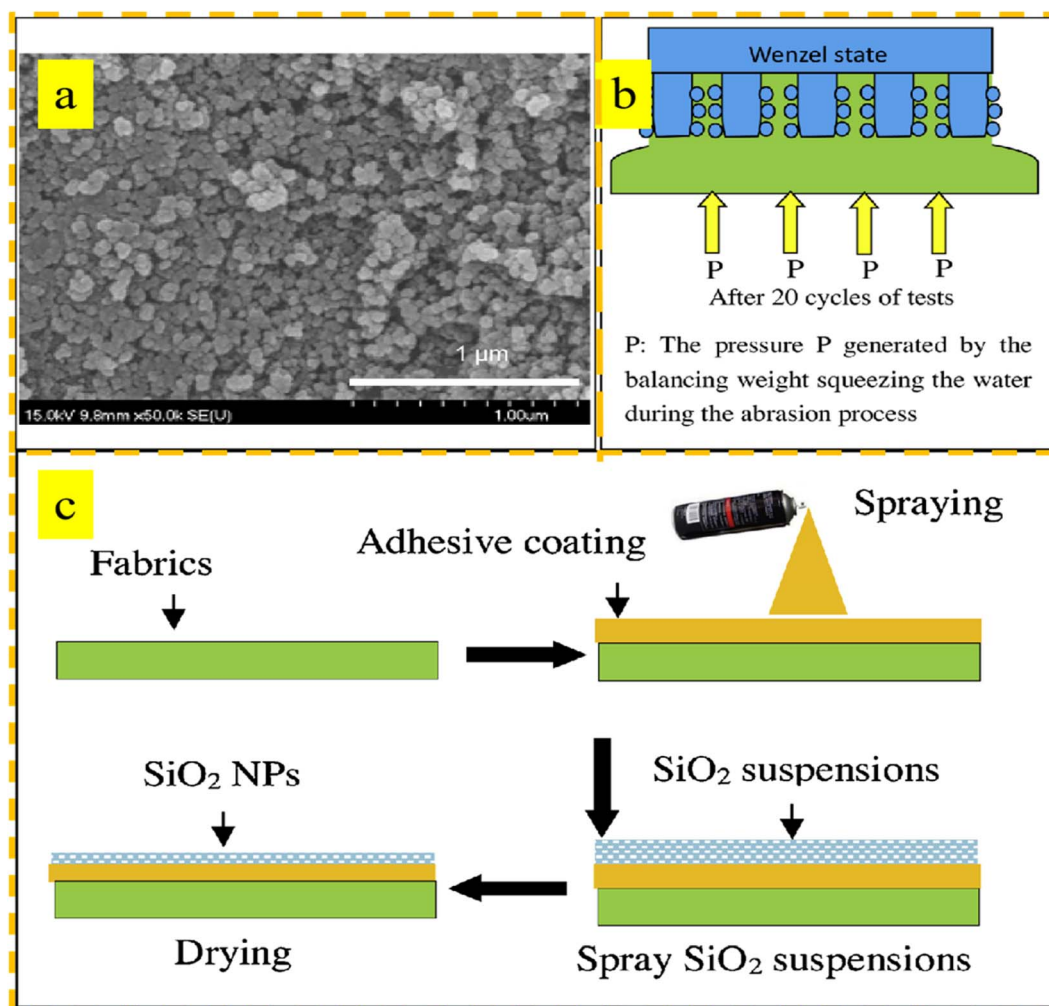 a
1 μm
15.0kV 9.8mm x50.0k SE(U)
1.00um
b
Wenzel state
P P P P
After 20 cycles of tests
P: The pressure P generated by the
balancing weight squeezing the water
during the abrasion process
c
Fabrics
Adhesive coating
Spraying
SiO₂ NPs
SiO₂ suspensions
Drying
Spray SiO₂ suspensions